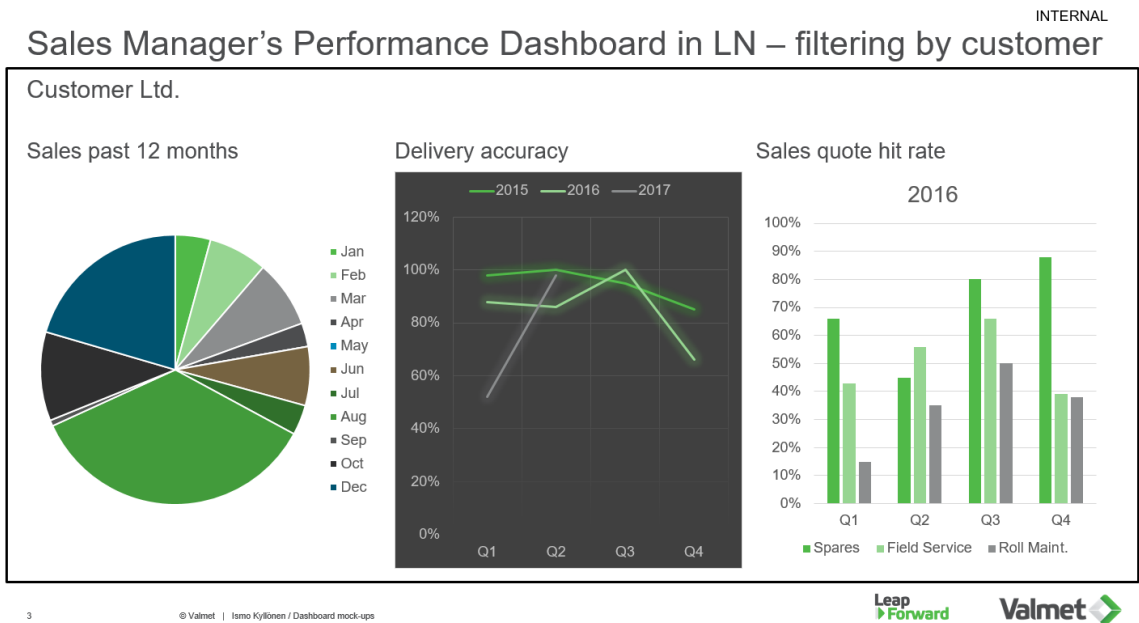 INTERNAL
Sales Manager’s Performance Dashboard in LN – filtering by customer
Customer Ltd.
Sales past 12 months
Jan
Feb
Mar
Apr
May
Jun
Jul
Aug
Sep
Oct
Dec
Delivery accuracy
2015 2016 2017
120%
100%
80%
60%
40%
20%
0%
Q1 Q2 Q3 Q4
Sales quote hit rate
2016
100%
90%
80%
70%
60%
50%
40%
30%
20%
10%
0%
Q1 Q2 Q3 Q4
Spares Field Service Roll Maint.
3 © Valmet | Ismo Kyllönen / Dashboard mock-ups
Leap
Forward
Valmet